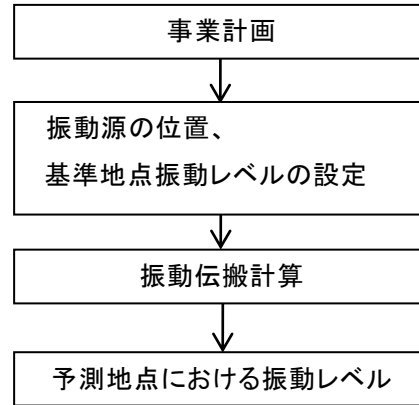 事業計画
振動源の位置、
基準地点振動レベルの設定
振動伝搬計算
予測地点における振動レベル